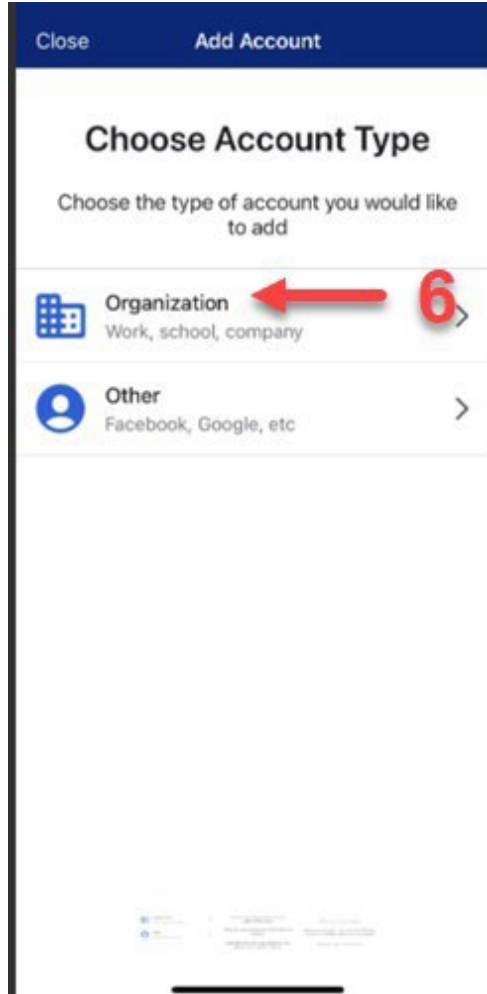 Close Add Account
Choose Account Type
Choose the type of account you would like
to add
Organization 6
Work, school, company
Other
Facebook, Google, etc